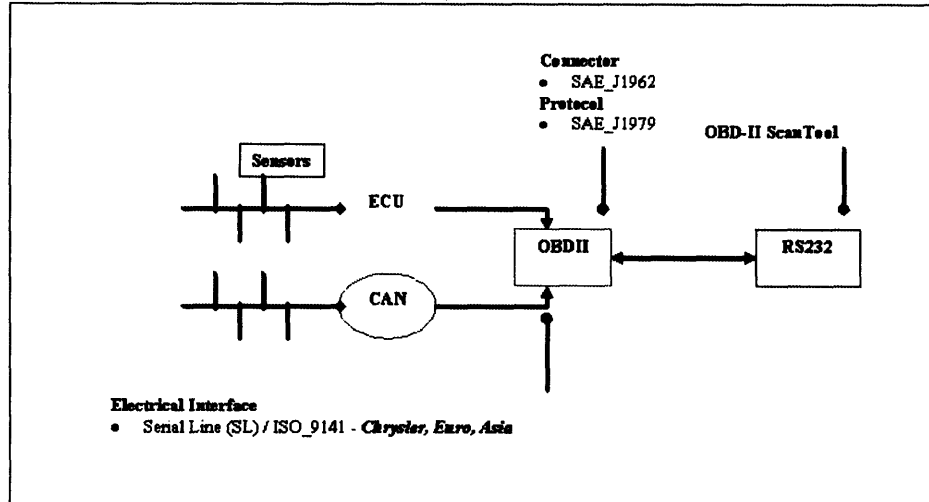 Connector
• SAE_J1962
Protocol
• SAE_J1979
OBD-II ScanTool
Sensors
ECU
OBDII
RS232
CAN
Electrical Interface
• Serial Line (SL) / ISO_9141 - Chrysler, Euro, Asia